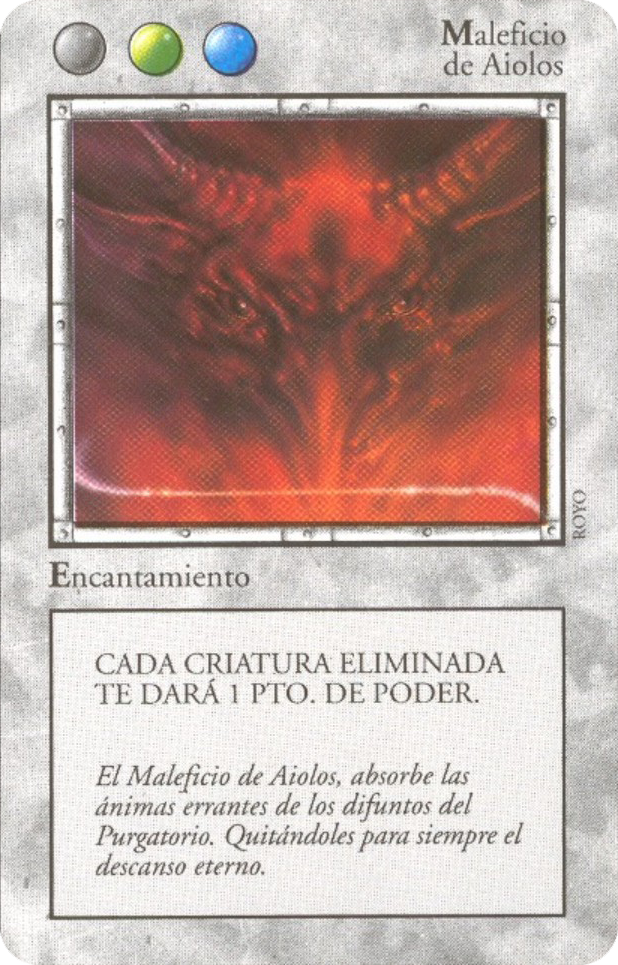 Maleficio
de Aiolos
ROYO
Encantamiento
CADA CRIATURA ELIMINADA
TE DARÁ 1 PTO. DE PODER.
El Maleficio de Aiolos, absorbe las
ánimas errantes de los difuntos del
Purgatorio. Quitándoles para siempre el
descanso eterno.